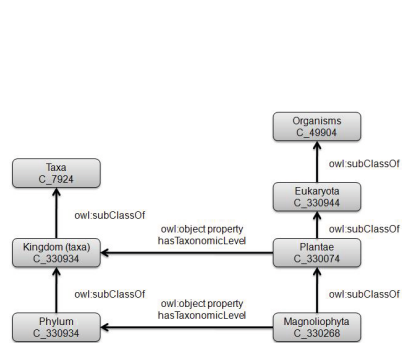 Organisms
C_49904
owl:subClassOf
Taxa
C_7924
Eukaryota
C_330944
owl:subClassOf
owl:object property
hasTaxonomicLevel
owl:subClassOf
Kingdom (taxa)
C_330934
Plantae
C_330074
owl:subClassOf
owl:subClassOf
owl:object property
hasTaxonomicLevel
Phylum
C_330934
Magnoliophyta
C_330268